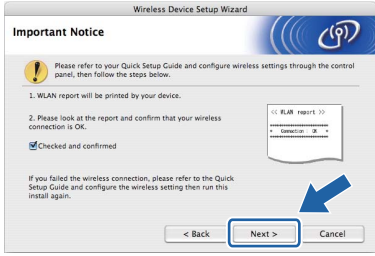 Wireless Device Setup Wizard
Important Notice
Please refer to your Quick Setup Guide and configure wireless settings through the control
panel, then follow the steps below.
1. WLAN report will be printed by your device.
2. Please look at the report and confirm that your wireless
connection is OK.
<< WLAN report >>
* Connection : OK *
Checked and confirmed
If you failed the wireless connection, please refer to the Quick
Setup Guide and configure the wireless setting then run this
install again.
< Back
Next >
Cancel